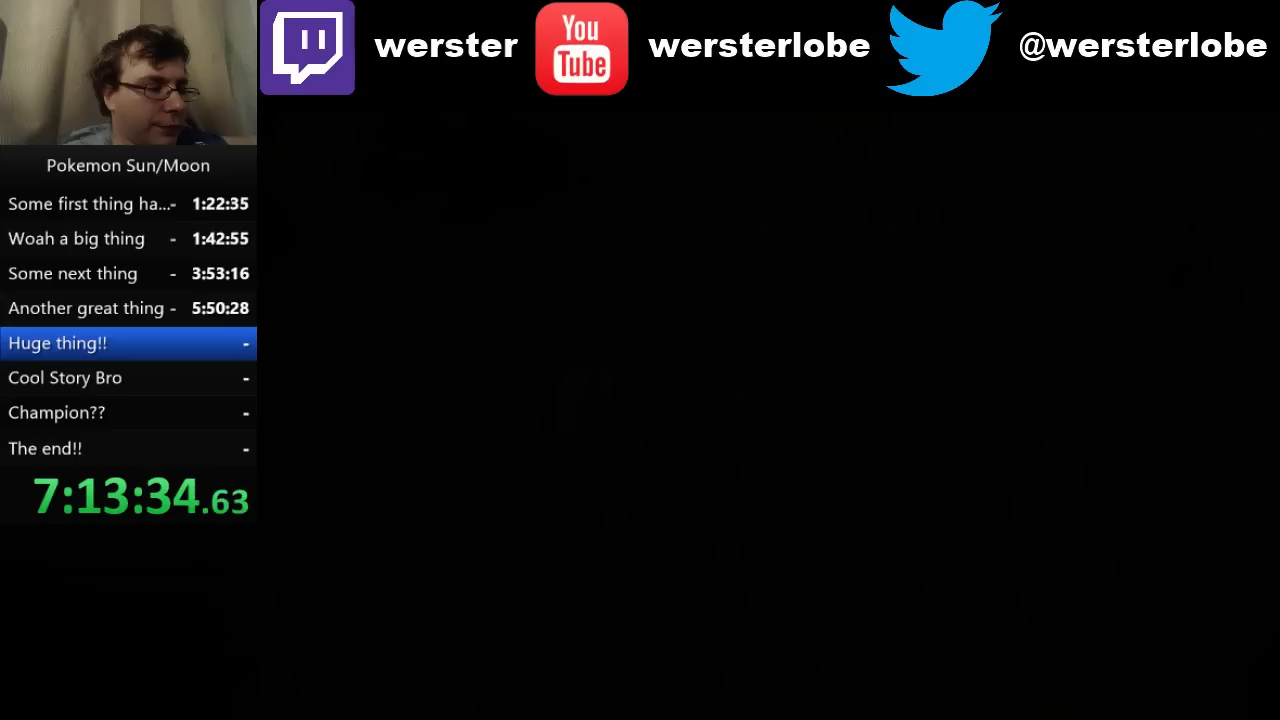 werster
You
Tube
wersterlobe
@wersterlobe
Pokemon Sun/Moon
Some first thing ha...- 1:22:35
Woah a big thing - 1:42:55
Some next thing - 3:53:16
Another great thing - 5:50:28
Huge thing!! -
Cool Story Bro -
Champion?? -
The end!! -
7:13:34.63